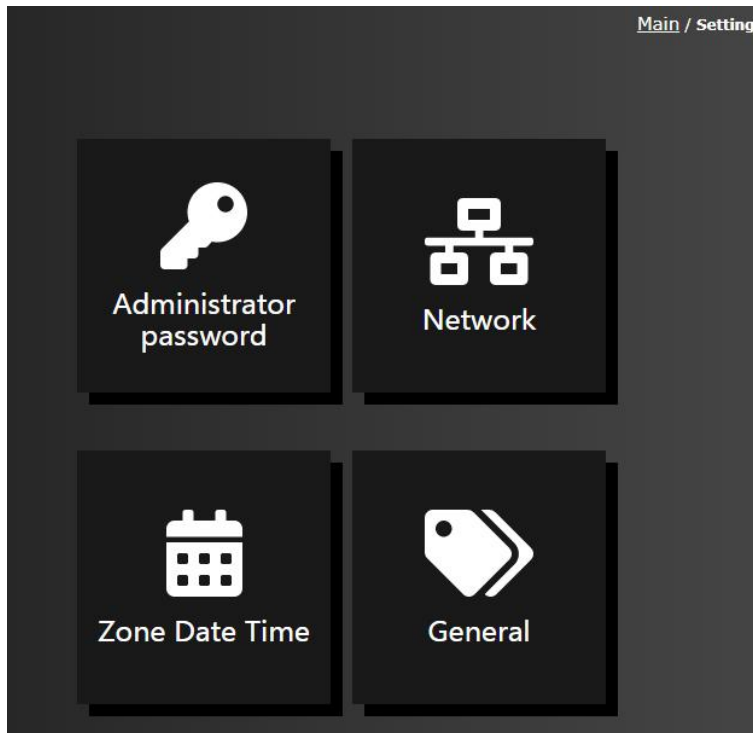 Main / Setting
Administrator
password
Network
Zone Date Time
General